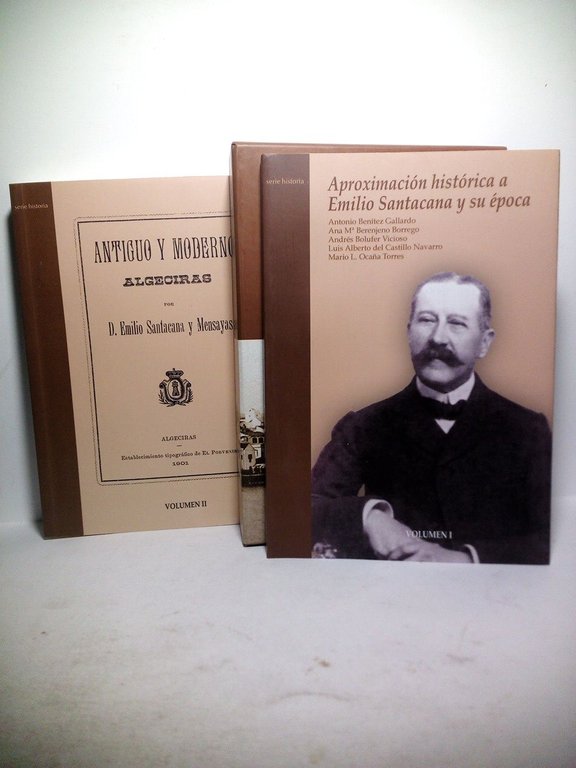 serie historia
ANTIGUO Y MODERNO
ALGECIRAS
POR
D. Emilio Santacana y Mensayas
ALGECIRAS
Establecimiento tipográfico de EL PORVENIR
1901
VOLUMEN II
serie historia
Aproximación histórica a
Emilio Santacana y su época
Antonio Benítez Gallardo
Ana Mª Berenjeno Borrego
Andrés Bolufer Vicioso
Luis Alberto del Castillo Navarro
Mario L. Ocaña Torres
VOLUMEN I